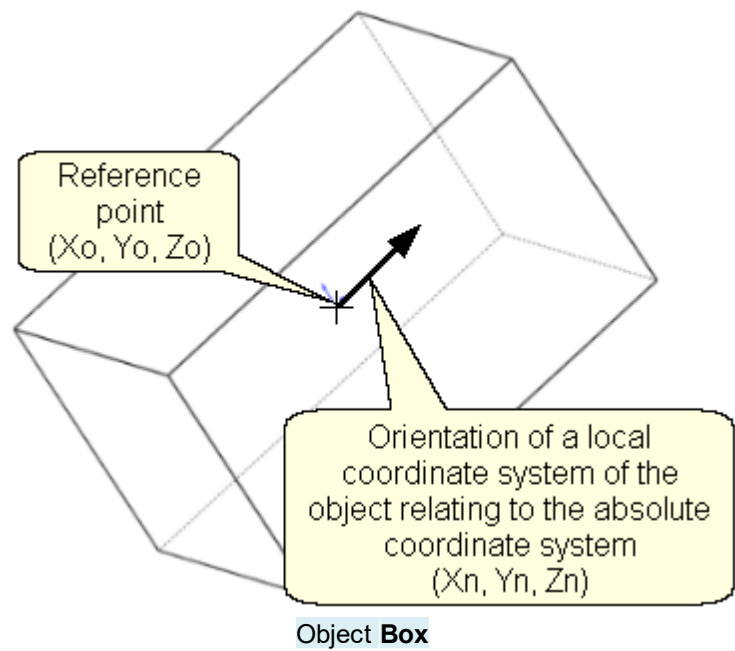 Reference
point
(Xo, Yo, Zo)
Orientation of a local
coordinate system of the
object relating to the absolute
coordinate system
(Xn, Yn, Zn)
Object Box